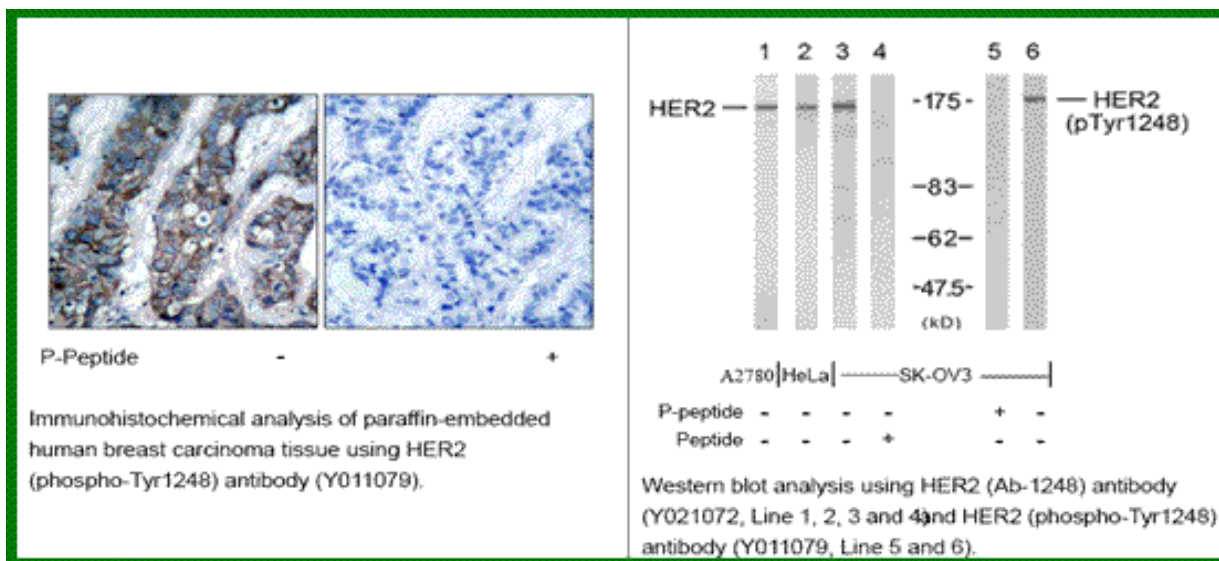 P-Peptide - +
Immunohistochemical analysis of paraffin-embedded
human breast carcinoma tissue using HER2
(phospho-Tyr1248) antibody (Y011079).
1 2 3 4 5 6
HER2 -175- HER2
(pTyr1248)
-83-
-62-
-47.5-
(kD)
A2780 HeLa SK-OV3
P-peptide - - - - + -
Peptide - - - + - -
Western blot analysis using HER2 (Ab-1248) antibody
(Y021072, Line 1, 2, 3 and 4)and HER2 (phospho-Tyr1248)
antibody (Y011079, Line 5 and 6).